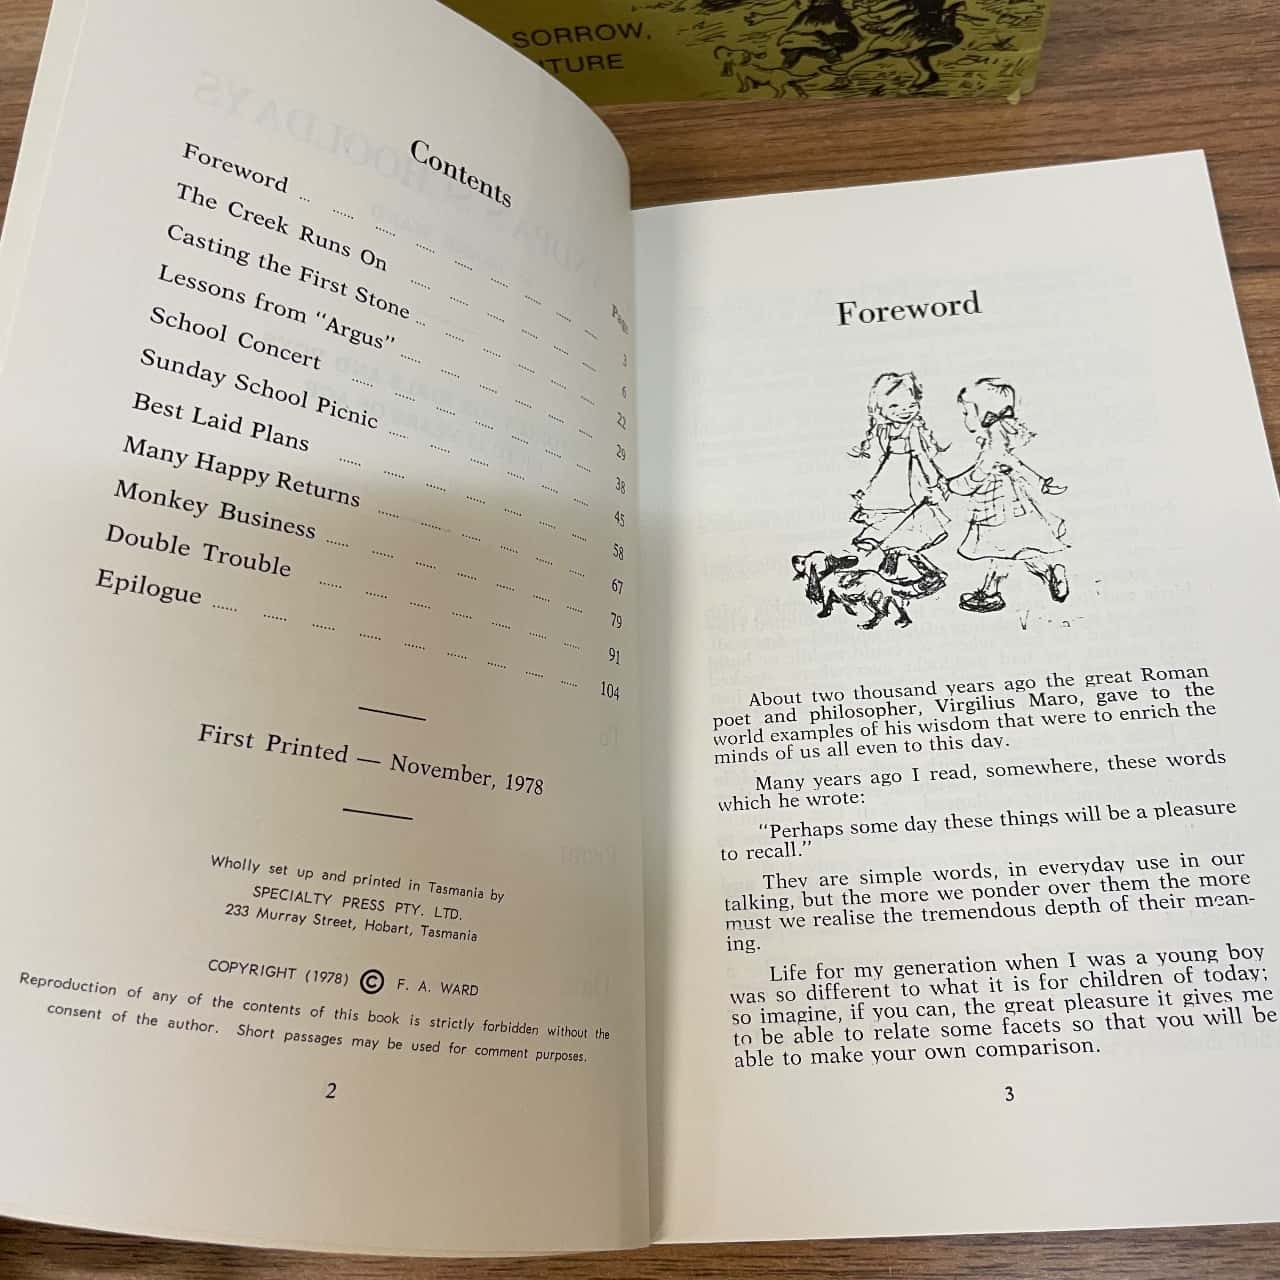 SORROW,
Contents
Page
Foreword ... ...... ...... ...... ...... ...... ...... ...... 3
The Creek Runs On ...... ...... ...... ...... ...... 6
Casting the First Stone ... ...... ...... ...... ...... 22
Lessons from "Argus" ...... ...... ...... ...... ...... 29
School Concert ...... ...... ...... ...... ...... ...... 38
Sunday School Picnic ...... ...... ...... ...... ...... 45
Best Laid Plans ...... ...... ...... ...... ...... ...... 58
Many Happy Returns ...... ...... ...... ...... ...... 67
Monkey Business ...... ...... ...... ...... ...... ...... 79
Double Trouble ...... ...... ...... ...... ...... ...... 91
Epilogue ...... ...... ...... ...... ...... ...... ...... ...... ...... 104
First Printed — November, 1978
Wholly set up and printed in Tasmania by
SPECIALTY PRESS PTY. LTD.
233 Murray Street, Hobart, Tasmania
COPYRIGHT (1978) © F. A. WARD
Reproduction of any of the contents of this book is strictly forbidden without the
consent of the author. Short passages may be used for comment purposes.
2
Foreword
About two thousand years ago the great Roman
poet and philosopher, Virgilius Maro, gave to the
world examples of his wisdom that were to enrich the
minds of us all even to this day.
Many years ago I read, somewhere, these words
which he wrote:
"Perhaps some day these things will be a pleasure
to recall."
They are simple words, in everyday use in our
talking, but the more we ponder over them the more
must we realise the tremendous depth of their mean-
ing.
Life for my generation when I was a young boy
was so different to what it is for children of today;
so imagine, if you can, the great pleasure it gives me
to be able to relate some facets so that you will be
able to make your own comparison.
3